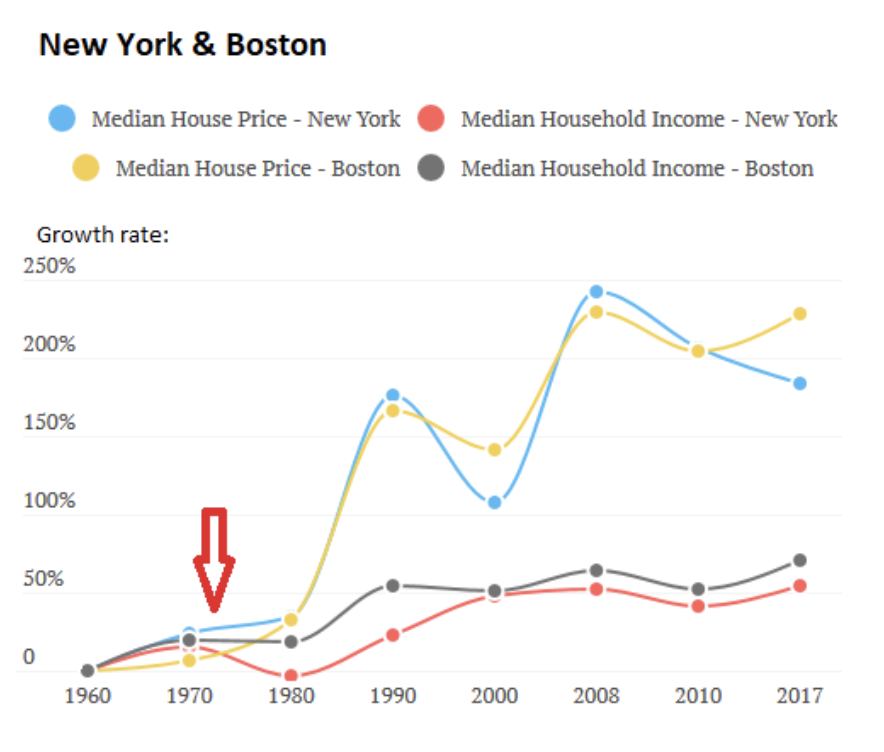 New York & Boston
Median House Price - New York Median Household Income - New York
Median House Price - Boston Median Household Income - Boston
Growth rate:
250%
200%
150%
100%
50%
0
1960 1970 1980 1990 2000 2008 2010 2017